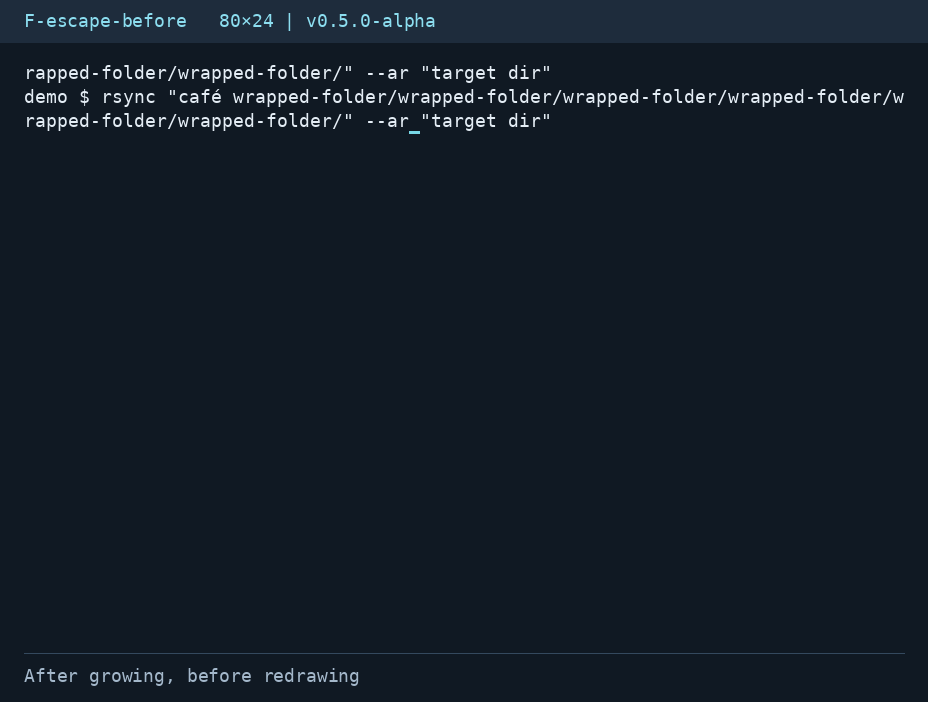 F-escape-before   80×24 | v0.5.0-alpha
rapped-folder/wrapped-folder/" --ar "target dir"
demo $ rsync "café wrapped-folder/wrapped-folder/wrapped-folder/wrapped-folder/w
rapped-folder/wrapped-folder/" --ar_"target dir"
After growing, before redrawing